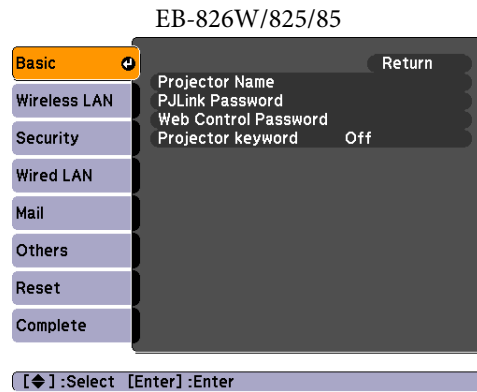 EB-826W/825/85
Basic
Return
Projector Name
Wireless LAN
PJLink Password
Web Control Password
Security
Projector keyword Off
Wired LAN
Mail
Others
Reset
Complete
[◆] :Select [Enter] :Enter